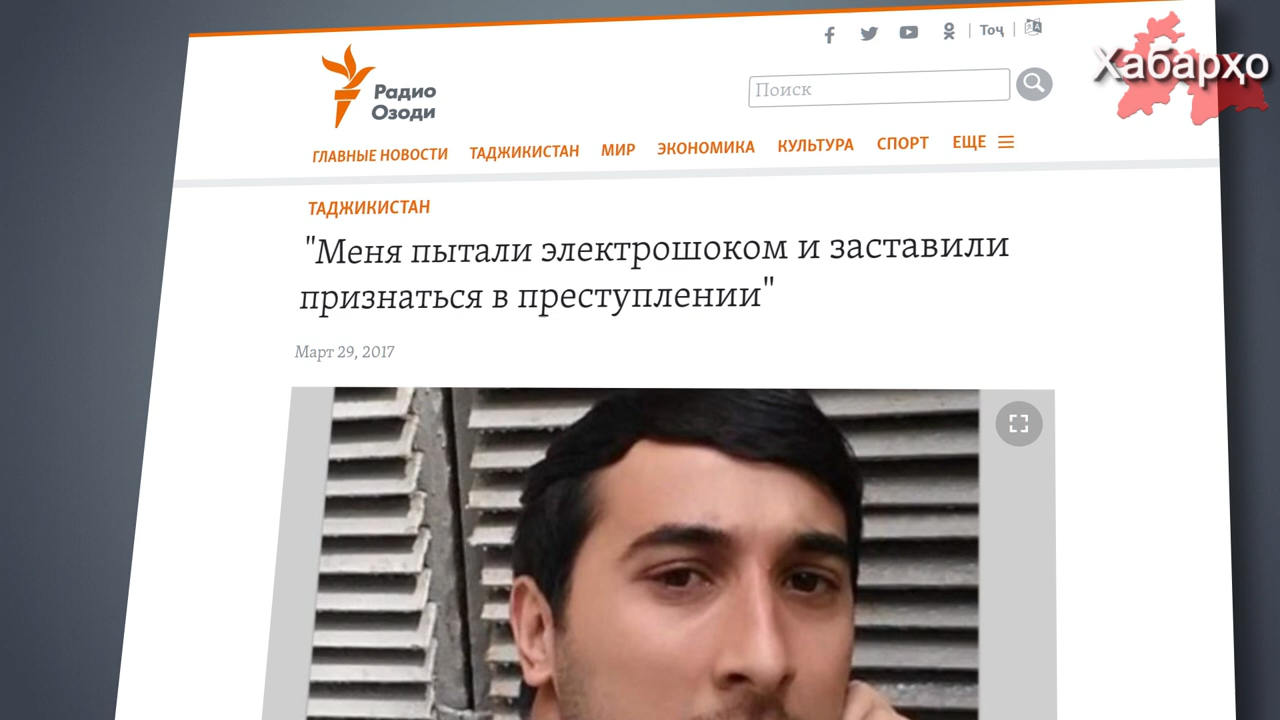 Тоҷ
Хабарҳо
Радио
Озоди
Поиск
ГЛАВНЫЕ НОВОСТИ ТАДЖИКИСТАН МИР ЭКОНОМИКА КУЛЬТУРА СПОРТ ЕЩЕ
ТАДЖИКИСТАН
"Меня пытали электрошоком и заставили
признаться в преступлении"
Март 29, 2017